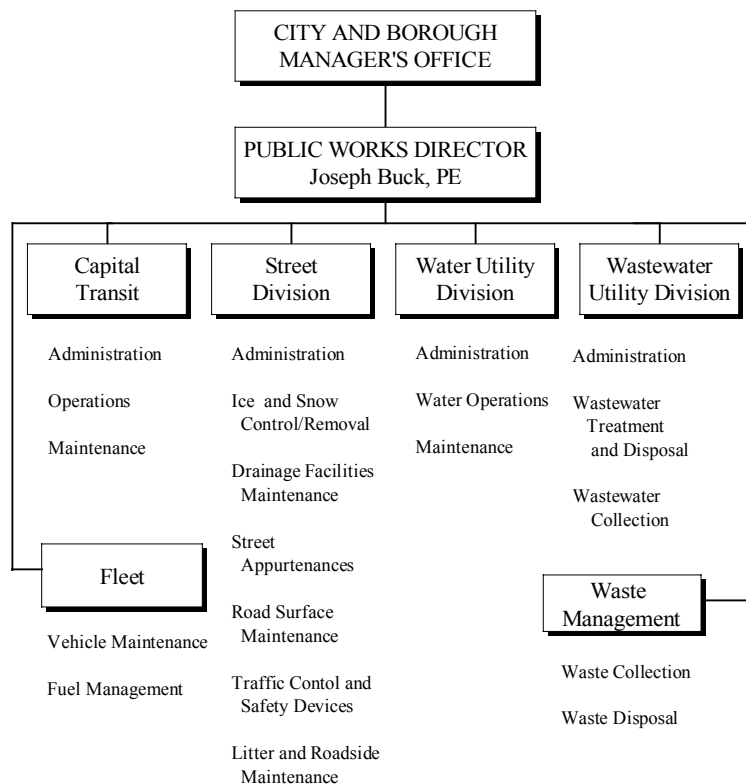 CITY AND BOROUGH
MANAGER'S OFFICE
PUBLIC WORKS DIRECTOR
Joseph Buck, PE
Capital
Transit
Administration
Operations
Maintenance
Street
Division
Administration
Ice and Snow
Control/Removal
Drainage Facilities
Maintenance
Street
Appurtenances
Road Surface
Maintenance
Traffic Contol and
Safety Devices
Litter and Roadside
Maintenance
Water Utility
Division
Administration
Water Operations
Maintenance
Wastewater
Utility Division
Administration
Wastewater
Treatment
and Disposal
Wastewater
Collection
Fleet
Vehicle Maintenance
Fuel Management
Waste
Management
Waste Collection
Waste Disposal